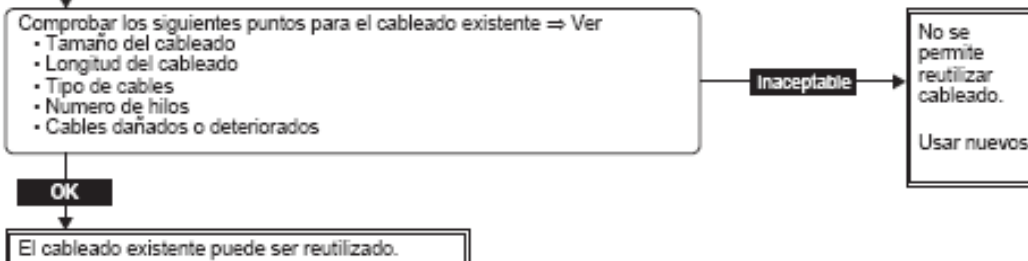 Comprobar los siguientes puntos para el cableado existente ⇒ Ver
• Tamaño del cableado
• Longitud del cableado
• Tipo de cables
• Numero de hilos
• Cables dañados o deteriorados
Inaceptable
No se
permite
reutilizar
cableado.
Usar nuevos
OK
El cableado existente puede ser reutilizado.